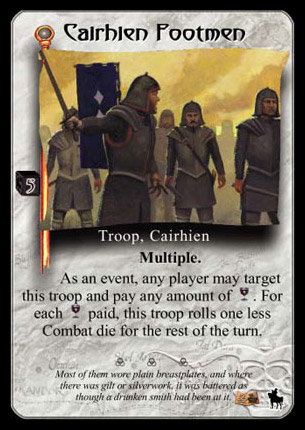 Cairhien Footmen
5
Troop, Cairhien
Multiple.
As an event, any player may target
this troop and pay any amount of . For
each paid, this troop rolls one less
Combat die for the rest of the turn.
Most of them wore plain breastplates, and where
there was gilt or silverwork, it was battered as
though a drunken smith had been at it.